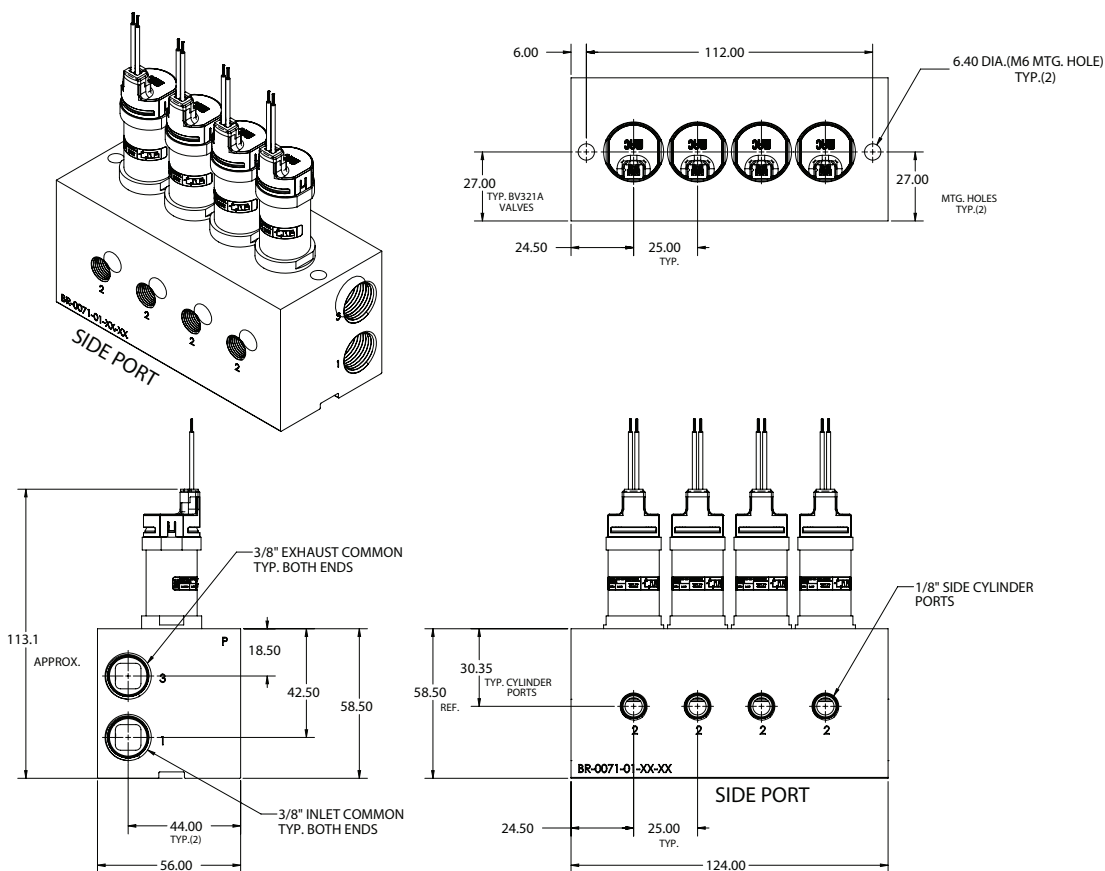 6.00
112.00
6.40 DIA.(M6 MTG. HOLE)
TYP.(2)
27.00
TYP. BV321A
VALVES
27.00
MTG. HOLES
TYP.(2)
24.50
25.00
TYP.
MAC
MAC
MAC
MAC
2
2
2
2
3
1
BR-0071-01-XX-XX
SIDE PORT
3/8" EXHAUST COMMON
TYP. BOTH ENDS
113.1
APPROX.
P
3
1
18.50
42.50
58.50
3/8" INLET COMMON
TYP. BOTH ENDS
44.00
TYP.(2)
56.00
1/8" SIDE CYLINDER
PORTS
30.35
TYP. CYLINDER
PORTS
58.50
REF.
2
2
2
2
BR-0071-01-XX-XX
SIDE PORT
24.50
25.00
TYP.
124.00